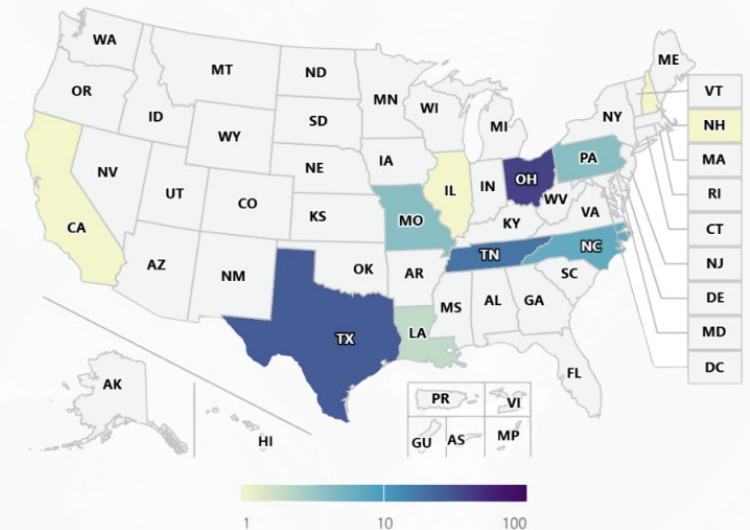 WA
ME
MT
ND
VT
OR
MN
ID
SD
WI
NY
NH
MI
WY
MA
IA
PA
NE
OH
RI
NV
IL
IN
UT
WV
CO
MO
VA
KS
KY
CT
CA
NC
TN
NJ
AZ
OK
AR
SC
NM
DE
MS
AL
GA
MD
LA
TX
DC
FL
AK
PR
VI
HI
GU
AS
MP
1 10 100